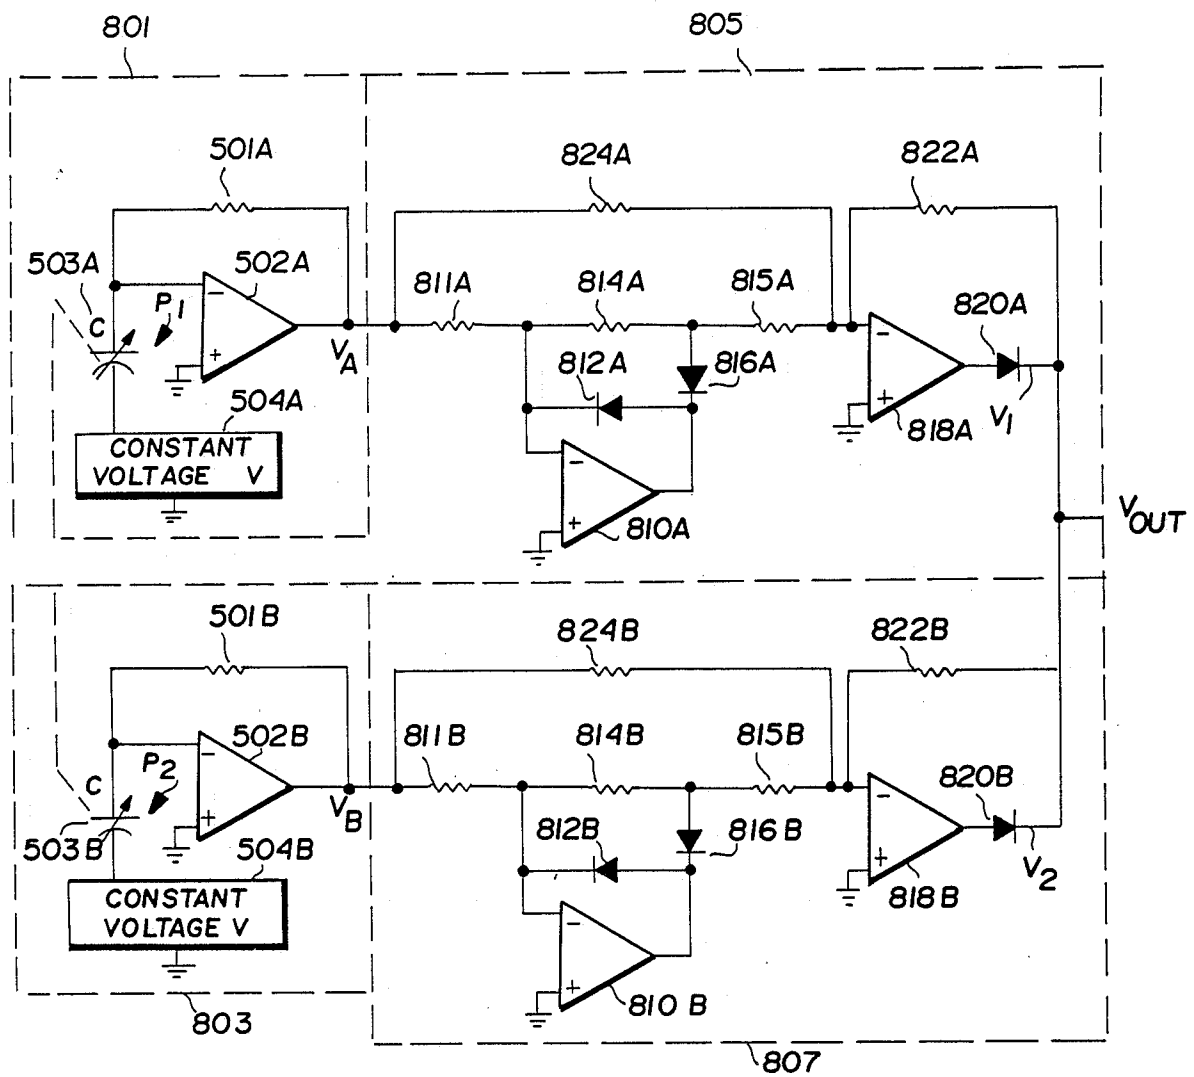 801
805
501A
824A
822A
503A
C
P1
502A
811A
814A
815A
820A
VA
812A
816A
V1
818A
504A
CONSTANT
VOLTAGE V
810A
VOUT
501B
824B
822B
502B
811B
814B
815B
C
P2
820B
VB
812B
816B
V2
503B
504B
818B
CONSTANT
VOLTAGE V
810B
803
807